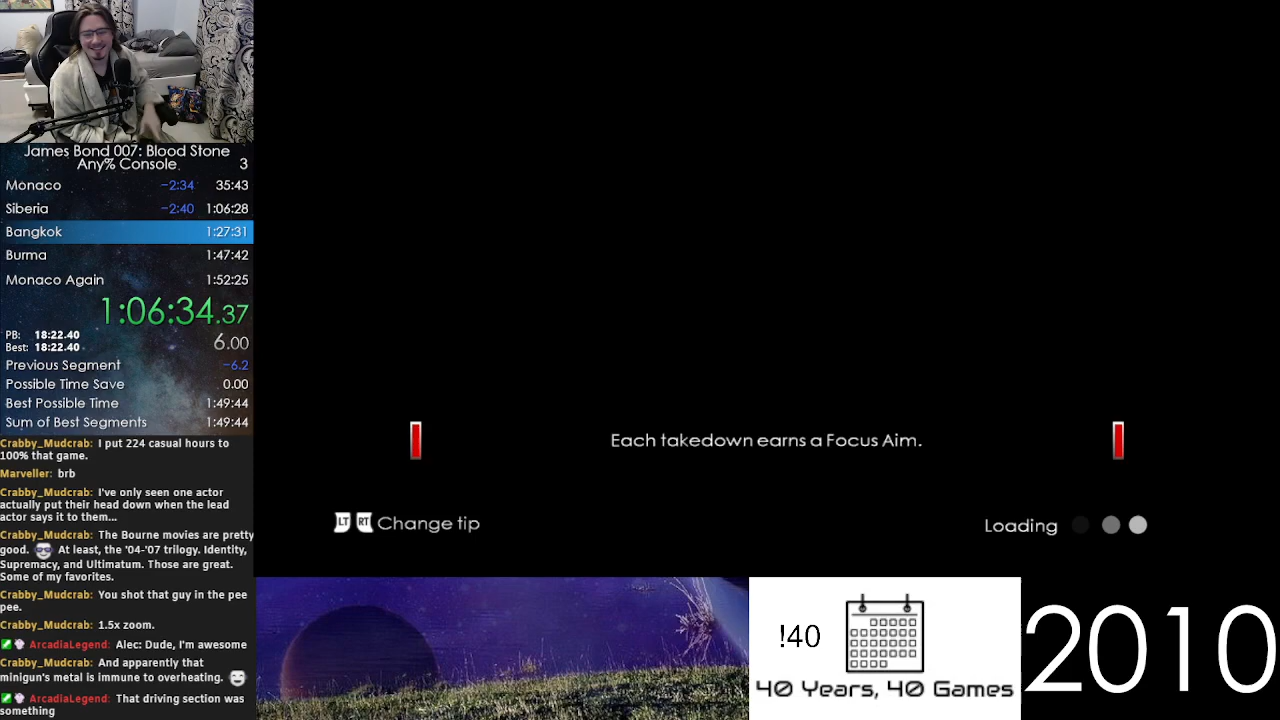 James Bond 007: Blood Stone
Any% Console 3
Monaco −2:34 35:43
Siberia −2:40 1:06:28
Bangkok 1:27:31
Burma 1:47:42
Monaco Again 1:52:25
1:06:34.37
PB: 18:22.40
Best: 18:22.40
6.00
Previous Segment −6.2
Possible Time Save 0.00
Best Possible Time 1:49:44
Sum of Best Segments 1:49:44
Crabby_Mudcrab: I put 224 casual hours to
100% that game.
Marveller: brb
Crabby_Mudcrab: I've only seen one actor
actually put their head down when the lead
actor says it to them...
Crabby_Mudcrab: The Bourne movies are pretty
good. At least, the '04-'07 trilogy. Identity,
Supremacy, and Ultimatum. Those are great.
Some of my favorites.
Crabby_Mudcrab: You shot that guy in the pee
pee.
Crabby_Mudcrab: 1.5x zoom.
ArcadiaLegend: Alec: Dude, I'm awesome
Crabby_Mudcrab: And apparently that
minigun's metal is immune to overheating.
ArcadiaLegend: That driving section was
something
Each takedown earns a Focus Aim.
LT RT Change tip
Loading
!40
40 Years, 40 Games
2010